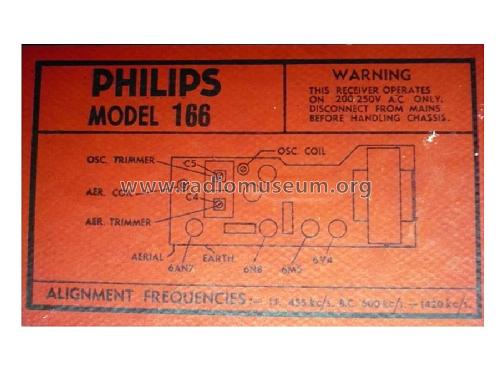 PHILIPS
MODEL 166
WARNING
THIS RECEIVER OPERATES
ON 200 250V A.C ONLY;
DISCONNECT FROM MAINS
BEFORE HANDLING CHASSIS.
OSC. TRIMMER
C5
OSC. COIL
AER. COIL
C4
AER. TRIMMER
www.radiomuseum.org
AERIAL
EARTH
6AN7
6N8
6M5
6V4
ALIGNMENT FREQUENCIES:- I.F. 455 kc/s. B.C. 600 kc/s.-1420 kc/s.